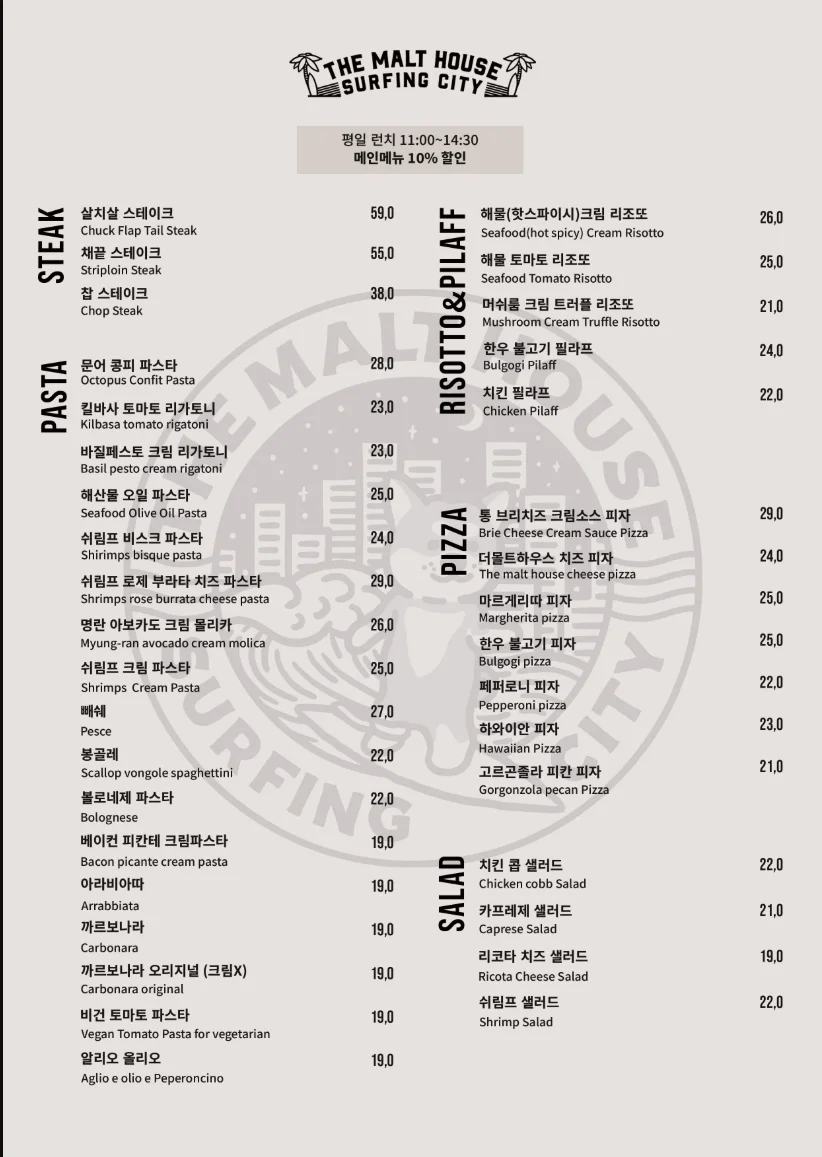 THE MALT HOUSE
SURFING CITY
평일 런치 11:00~14:30
메인메뉴 10% 할인
STEAK
살치살 스테이크 59,0
Chuck Flap Tail Steak
채끝 스테이크 55,0
Striploin Steak
찹 스테이크 38,0
Chop Steak
PASTA
문어 콩피 파스타 28,0
Octopus Confit Pasta
킬바사 토마토 리가토니 23,0
Kilbasa tomato rigatoni
바질페스토 크림 리가토니 23,0
Basil pesto cream rigatoni
해산물 오일 파스타 25,0
Seafood Olive Oil Pasta
쉬림프 비스크 파스타 24,0
Shirimps bisque pasta
쉬림프 로제 부라타 치즈 파스타 29,0
Shrimps rose burrata cheese pasta
명란 아보카도 크림 몰리카 26,0
Myung-ran avocado cream molica
쉬림프 크림 파스타 25,0
Shrimps Cream Pasta
빼쉐 27,0
Pesce
봉골레 22,0
Scallop vongole spaghettini
볼로네제 파스타 22,0
Bolognese
베이컨 피칸테 크림파스타 19,0
Bacon picante cream pasta
아라비아따 19,0
Arrabbiata
까르보나라 19,0
Carbonara
까르보나라 오리지널 (크림X) 19,0
Carbonara original
비건 토마토 파스타 19,0
Vegan Tomato Pasta for vegetarian
알리오 올리오 19,0
Aglio e olio e Peperoncino
RISOTTO&PILAFF
해물(핫스파이시)크림 리조또 26,0
Seafood(hot spicy) Cream Risotto
해물 토마토 리조또 25,0
Seafood Tomato Risotto
머쉬룸 크림 트러플 리조또 21,0
Mushroom Cream Truffle Risotto
한우 불고기 필라프 24,0
Bulgogi Pilaff
치킨 필라프 22,0
Chicken Pilaff
PIZZA
통 브리치즈 크림소스 피자 29,0
Brie Cheese Cream Sauce Pizza
더몰트하우스 치즈 피자 24,0
The malt house cheese pizza
마르게리따 피자 25,0
Margherita pizza
한우 불고기 피자 25,0
Bulgogi pizza
페퍼로니 피자 22,0
Pepperoni pizza
하와이안 피자 23,0
Hawaiian Pizza
고르곤졸라 피칸 피자 21,0
Gorgonzola pecan Pizza
SALAD
치킨 콥 샐러드 22,0
Chicken cobb Salad
카프레제 샐러드 21,0
Caprese Salad
리코타 치즈 샐러드 19,0
Ricota Cheese Salad
쉬림프 샐러드 22,0
Shrimp Salad
THE MALT HOUSE
SURFING CITY